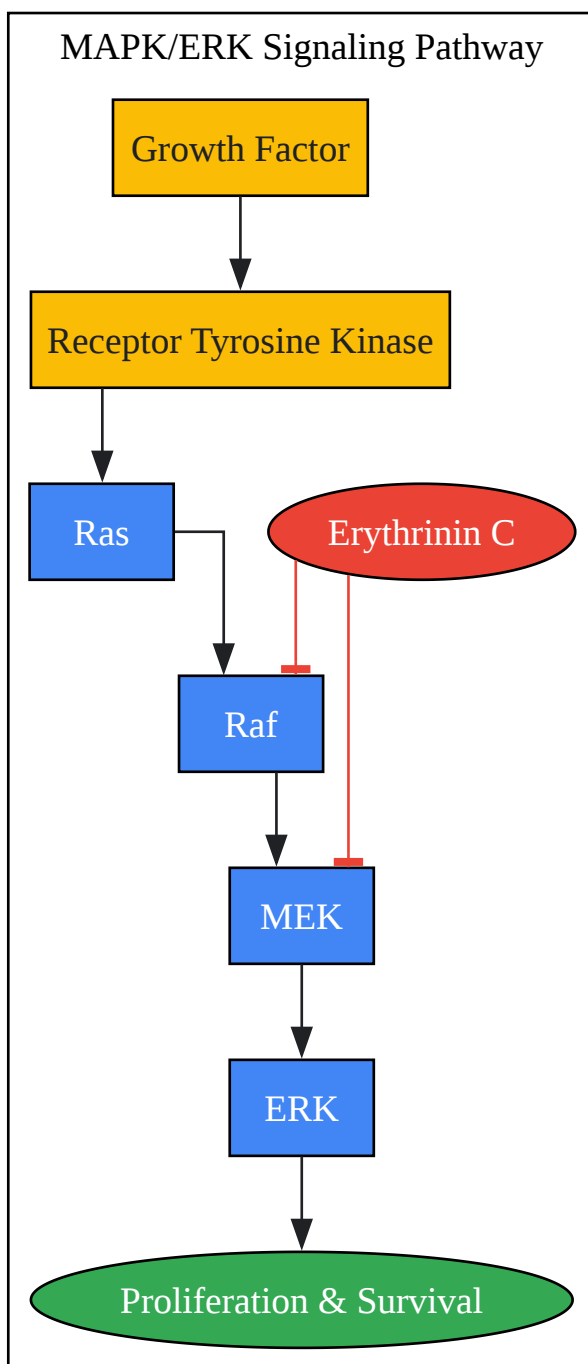 MAPK/ERK Signaling Pathway
Growth Factor
Receptor Tyrosine Kinase
Ras
Erythrinin C
Raf
MEK
ERK
Proliferation & Survival